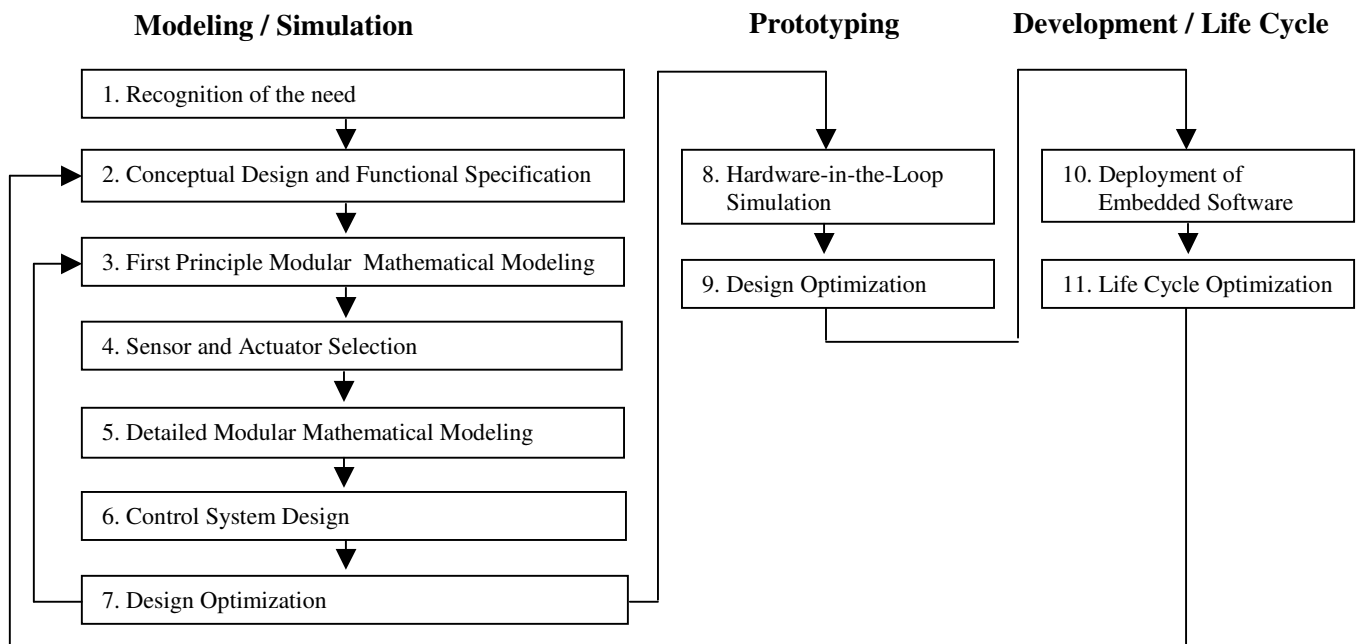 Modeling / Simulation
1. Recognition of the need
2. Conceptual Design and Functional Specification
3. First Principle Modular Mathematical Modeling
4. Sensor and Actuator Selection
5. Detailed Modular Mathematical Modeling
6. Control System Design
7. Design Optimization
Prototyping
8. Hardware-in-the-Loop
Simulation
9. Design Optimization
Development / Life Cycle
10. Deployment of
Embedded Software
11. Life Cycle Optimization